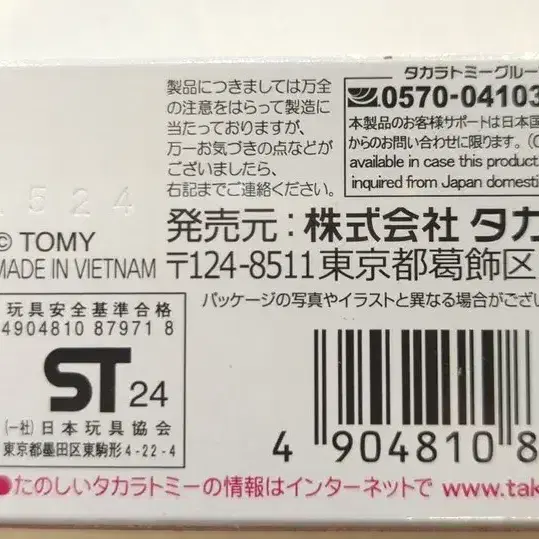 製品につきましては万全
の注意をはらって製造に
当たっておりますが、
万一お気づきの点などが
ございましたら、
右記までご連絡ください。
タカラトミーグルー
0570-04103
本製品のお客様サポートは日本国
からのお問い合わせに限ります。(C
available in case this product
inquired from Japan domesti
524
© TOMY
MADE IN VIETNAM
発売元：株式会社 タカ
〒124-8511東京都葛飾区
パッケージの写真やイラストと異なる場合がござい
玩具安全基準合格
4904810 87971 8
ST 24
(一社)日本玩具協会
東京都墨田区東駒形4-22-4
4 904810 8
●たのしいタカラトミーの情報はインターネットで www.tak